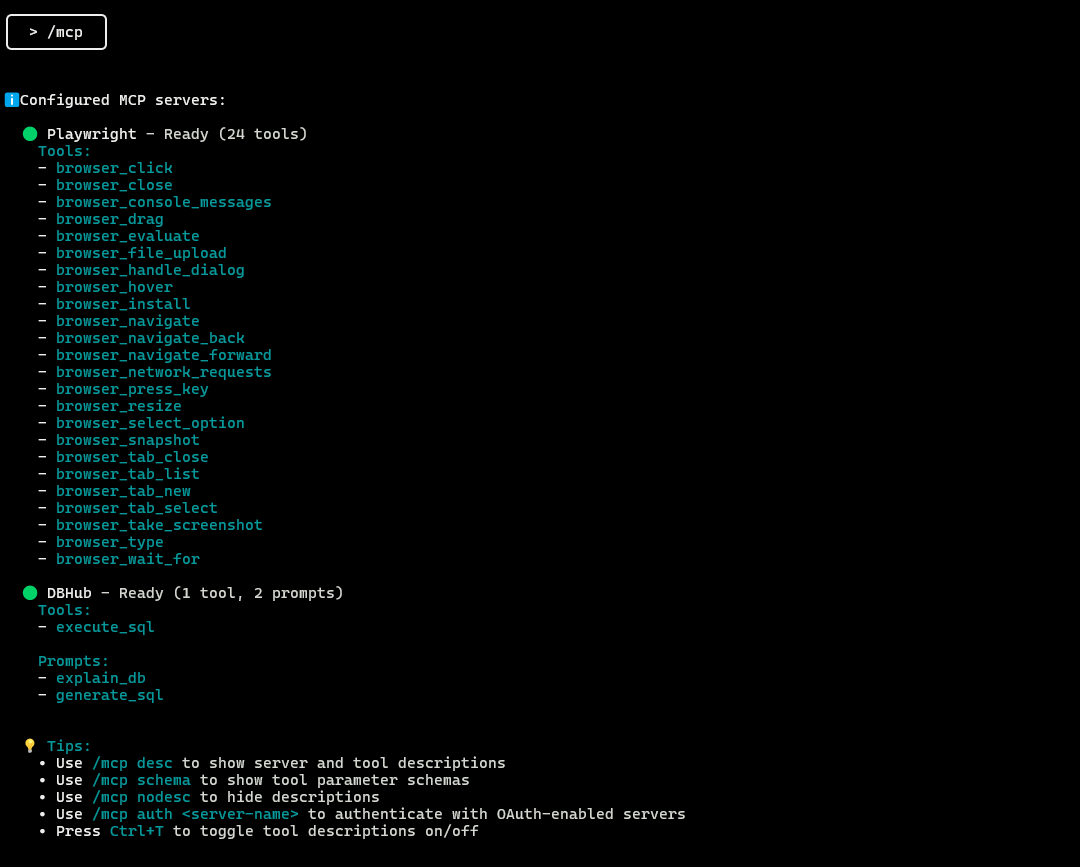 > /mcp
ℹConfigured MCP servers:
Playwright - Ready (24 tools)
Tools:
- browser_click
- browser_close
- browser_console_messages
- browser_drag
- browser_evaluate
- browser_file_upload
- browser_handle_dialog
- browser_hover
- browser_install
- browser_navigate
- browser_navigate_back
- browser_navigate_forward
- browser_network_requests
- browser_press_key
- browser_resize
- browser_select_option
- browser_snapshot
- browser_tab_close
- browser_tab_list
- browser_tab_new
- browser_tab_select
- browser_take_screenshot
- browser_type
- browser_wait_for
DBHub - Ready (1 tool, 2 prompts)
Tools:
- execute_sql
Prompts:
- explain_db
- generate_sql
💡 Tips:
• Use /mcp desc to show server and tool descriptions
• Use /mcp schema to show tool parameter schemas
• Use /mcp nodesc to hide descriptions
• Use /mcp auth <server-name> to authenticate with OAuth-enabled servers
• Press Ctrl+T to toggle tool descriptions on/off